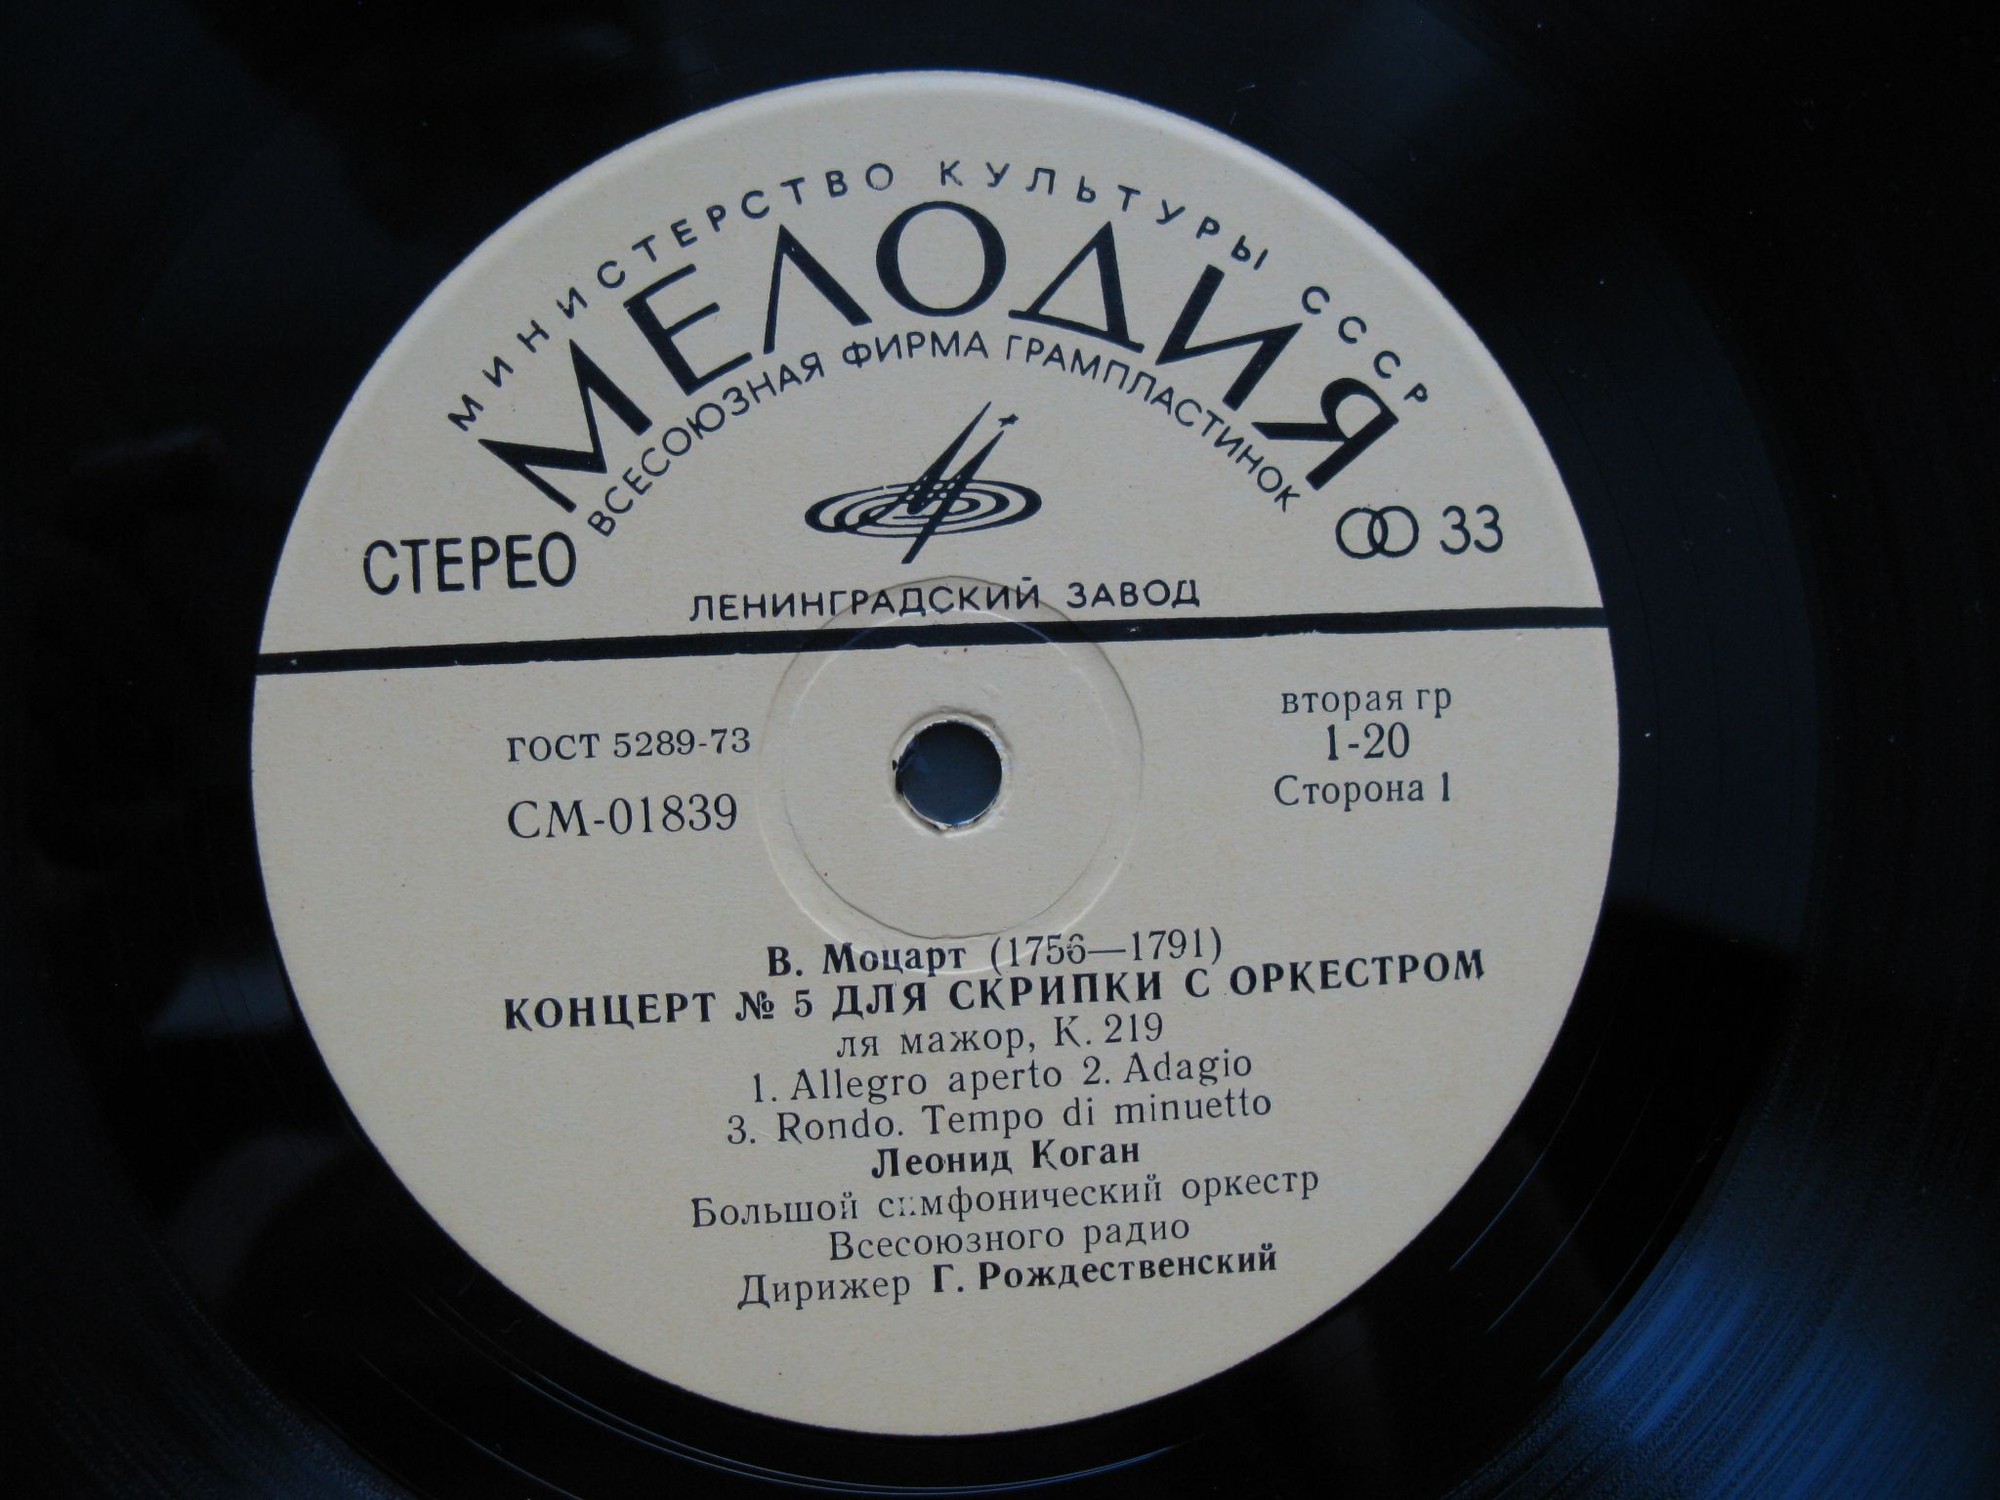 МИНИСТЕРСТВО КУЛЬТУРЫ СССР
МЕЛОДИЯ
ВСЕСОЮЗНАЯ ФИРМА ГРАМПЛАСТИНОК
СТЕРЕО
33
ЛЕНИНГРАДСКИЙ ЗАВОД
ГОСТ 5289-73
СМ-01839
вторая гр
1-20
Сторона 1
В. Моцарт (1756—1791)
КОНЦЕРТ № 5 ДЛЯ СКРИПКИ С ОРКЕСТРОМ
ля мажор, К. 219
1. Allegro aperto 2. Adagio
3. Rondo. Tempo di minuetto
Леонид Коган
Большой симфонический оркестр
Всесоюзного радио
Дирижер Г. Рождественский